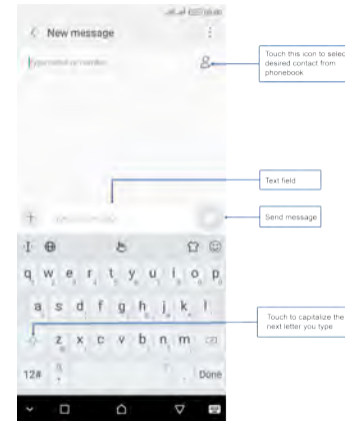 New message
Touch this icon to selec
desired contact from
phonebook
Text field
Send message
q w e r t y u i o p
a s d f g h j k l
Touch to capitalize the
next letter you type
z x c v b n m
12# Done